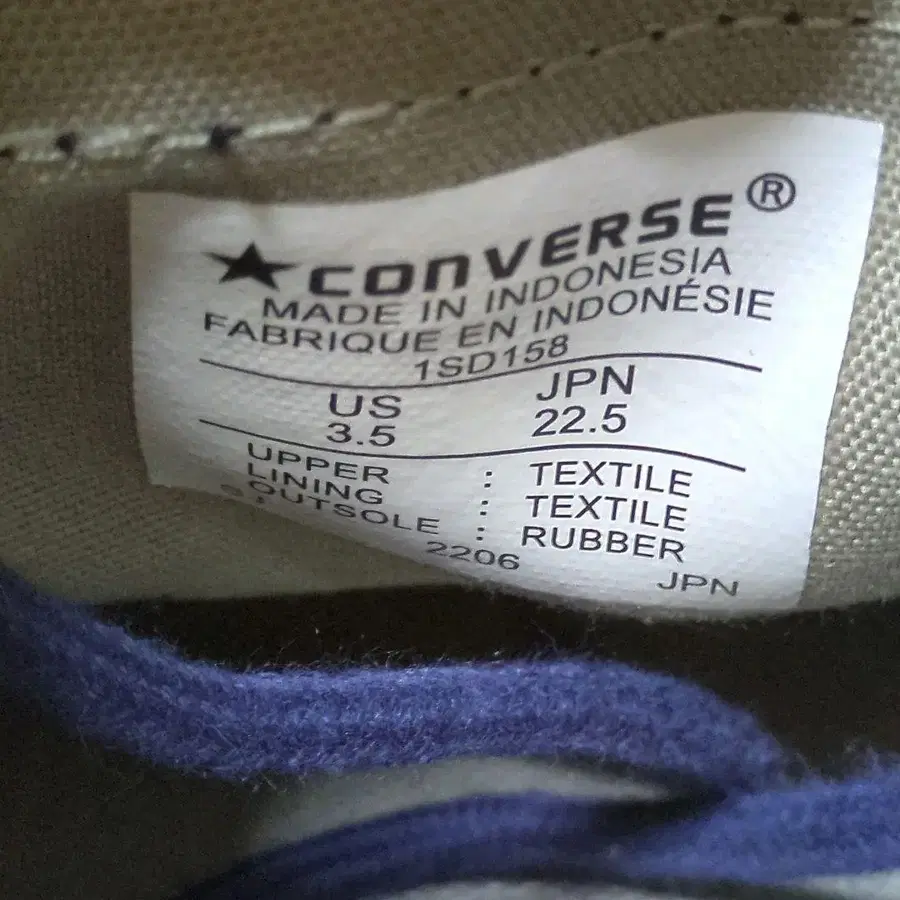 CONVERSE®
MADE IN INDONESIA
FABRIQUE EN INDONÉSIE
1SD158
US JPN
3.5 22.5
UPPER : TEXTILE
LINING : TEXTILE
OUTSOLE : RUBBER
2206
JPN